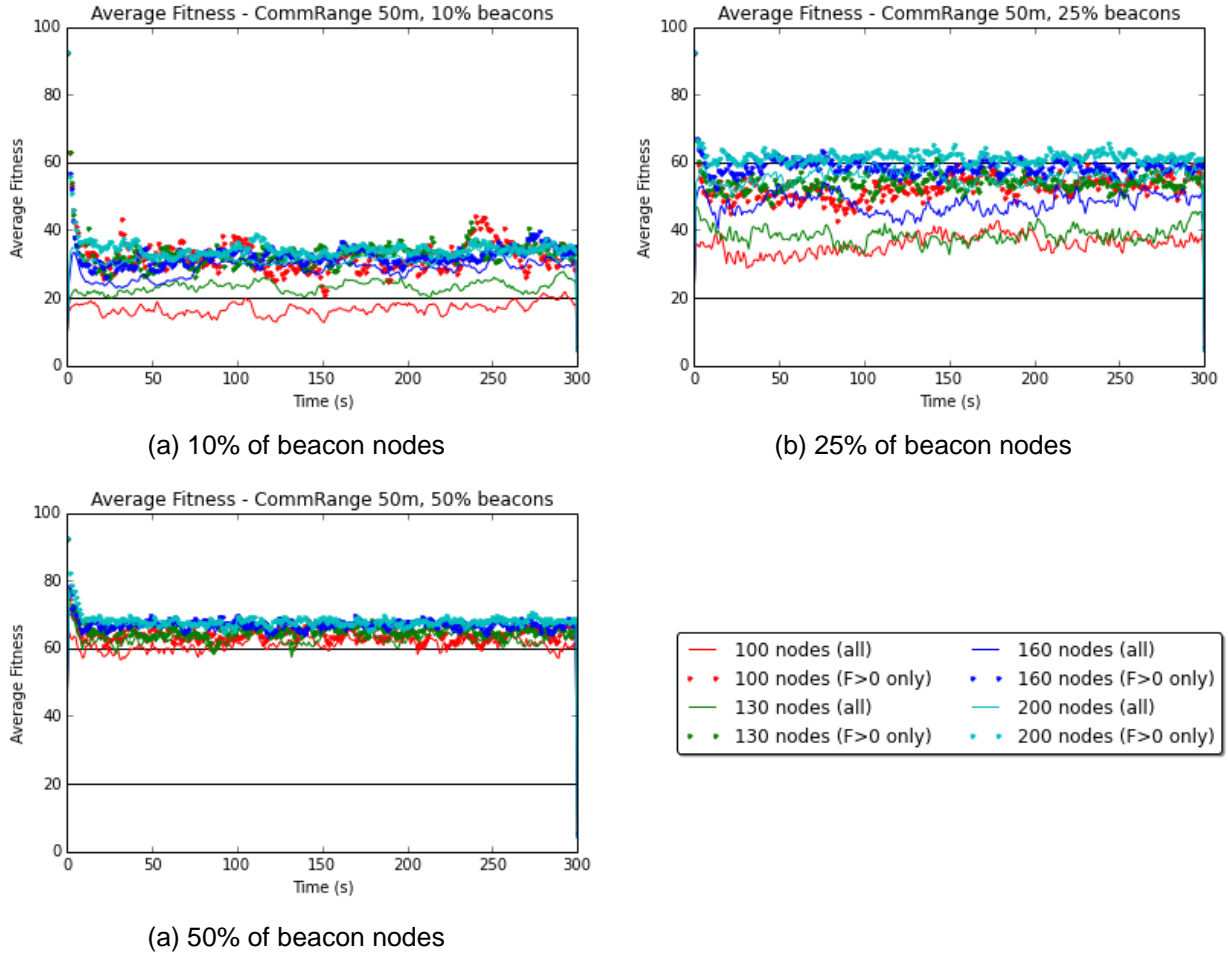 Average Fitness - CommRange 50m, 10% beacons
100
80
60
40
20
0
Average Fitness
0 50 100 150 200 250 300
Time (s)
(a) 10% of beacon nodes
Average Fitness - CommRange 50m, 25% beacons
100
80
60
40
20
0
Average Fitness
0 50 100 150 200 250 300
Time (s)
(b) 25% of beacon nodes
Average Fitness - CommRange 50m, 50% beacons
100
80
60
40
20
0
Average Fitness
0 50 100 150 200 250 300
Time (s)
(a) 50% of beacon nodes
100 nodes (all)
100 nodes (F>0 only)
130 nodes (all)
130 nodes (F>0 only)
160 nodes (all)
160 nodes (F>0 only)
200 nodes (all)
200 nodes (F>0 only)